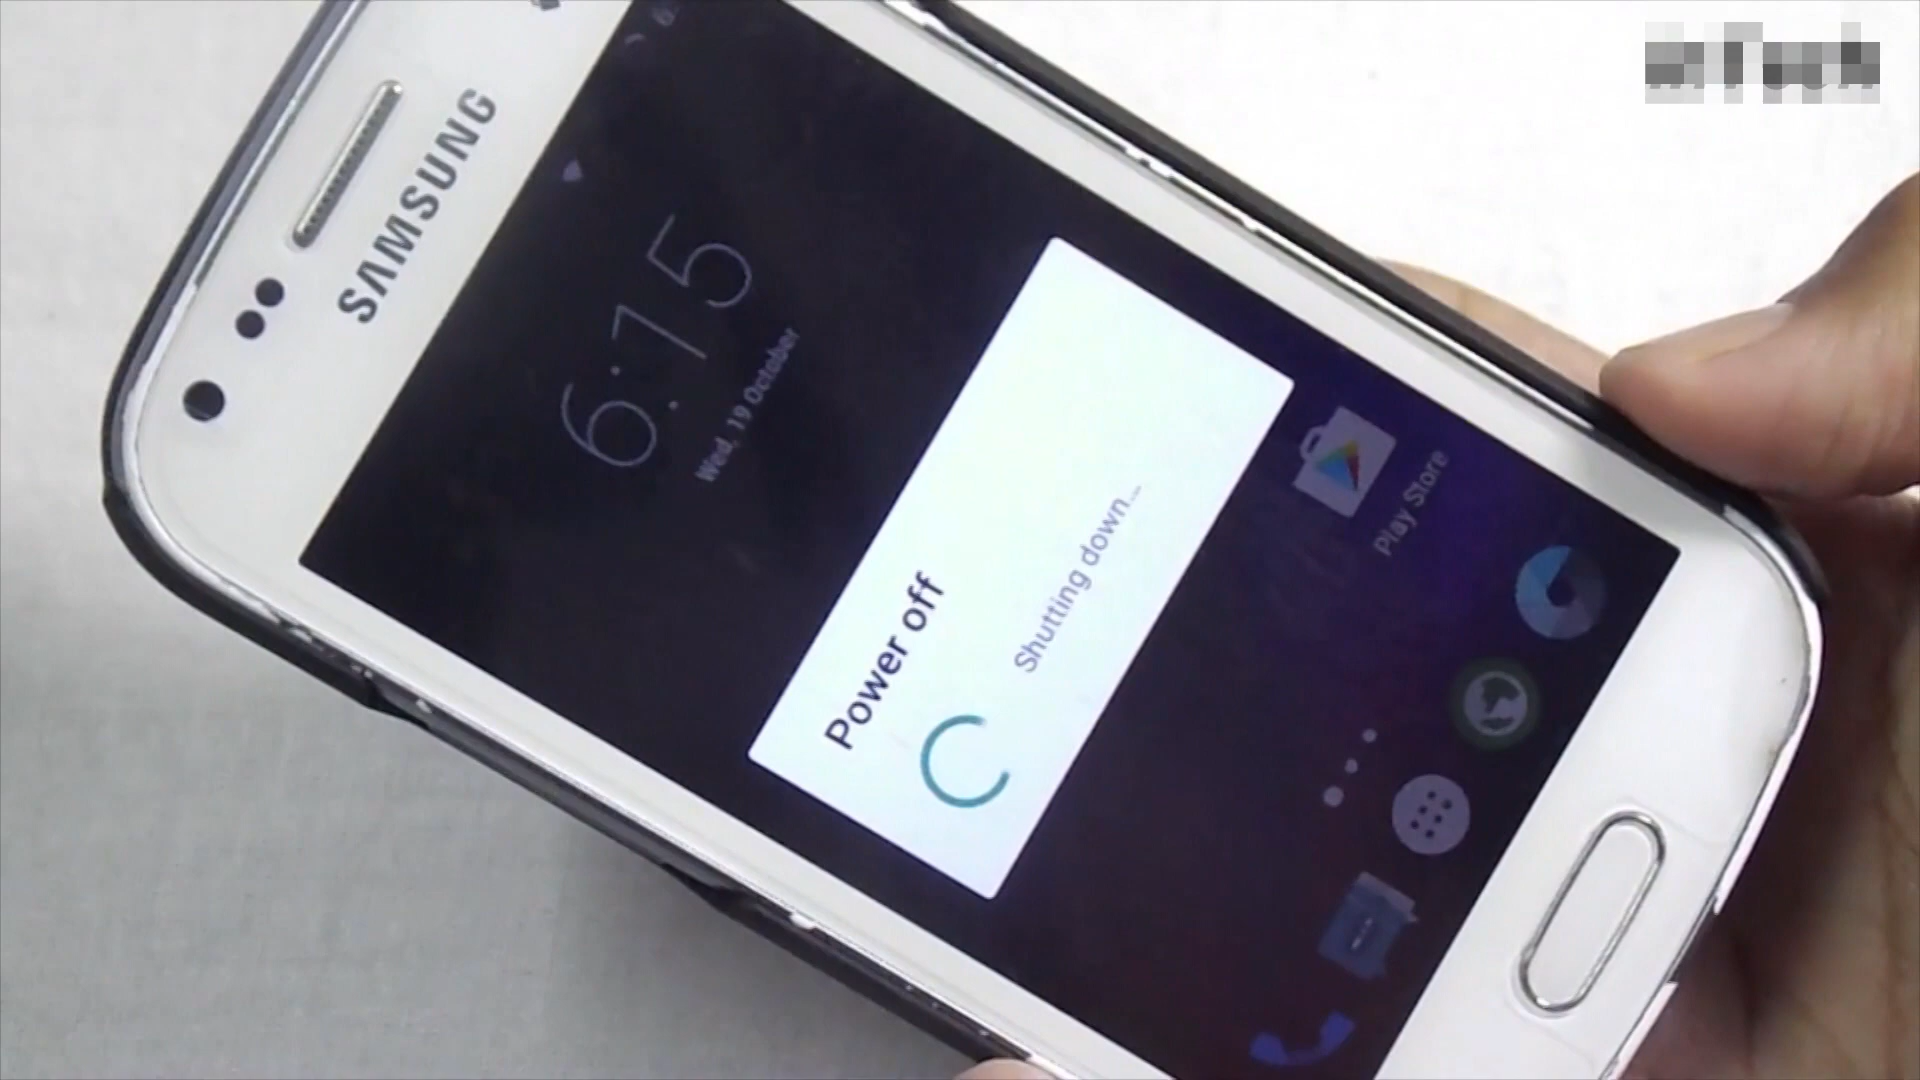 SAMSUNG
6:15
Wed, 19 October
Power off
Shutting down...
Play Store